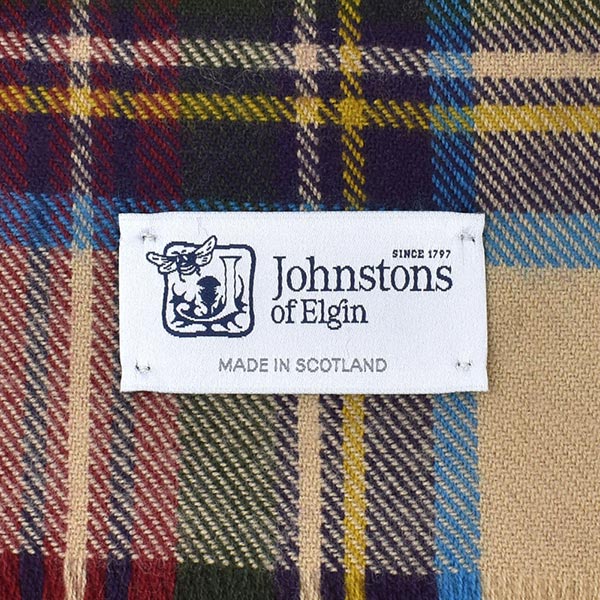 SINCE 1797
Johnstons
of Elgin
MADE IN SCOTLAND